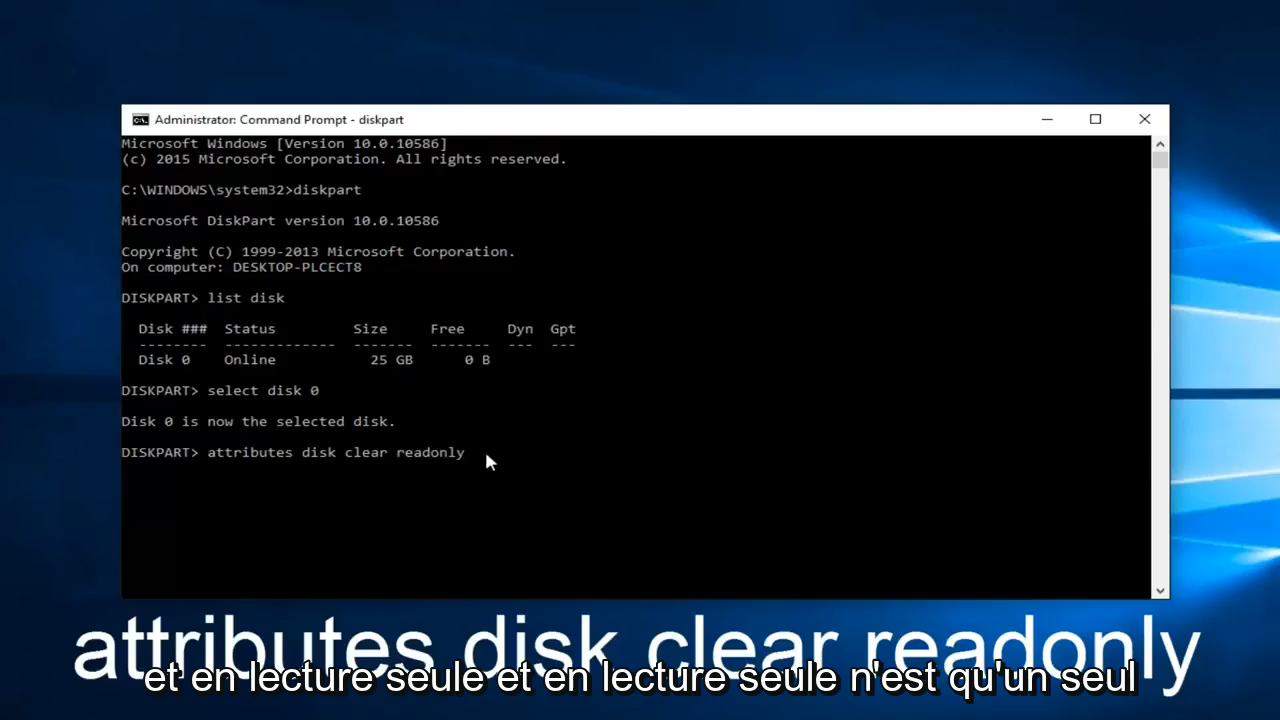 Administrator: Command Prompt - diskpart
Microsoft Windows [Version 10.0.10586]
(c) 2015 Microsoft Corporation. All rights reserved.
C:\WINDOWS\system32>diskpart
Microsoft DiskPart version 10.0.10586
Copyright (C) 1999-2013 Microsoft Corporation.
On computer: DESKTOP-PLCECT8
DISKPART> list disk
Disk ### Status Size Free Dyn Gpt
-------- ------------- ------- ------- --- ---
Disk 0 Online 25 GB 0 B
DISKPART> select disk 0
Disk 0 is now the selected disk.
DISKPART> attributes disk clear readonly
attributes disk clear readonly
et en lecture seule et en lecture seule n'est qu'un seul